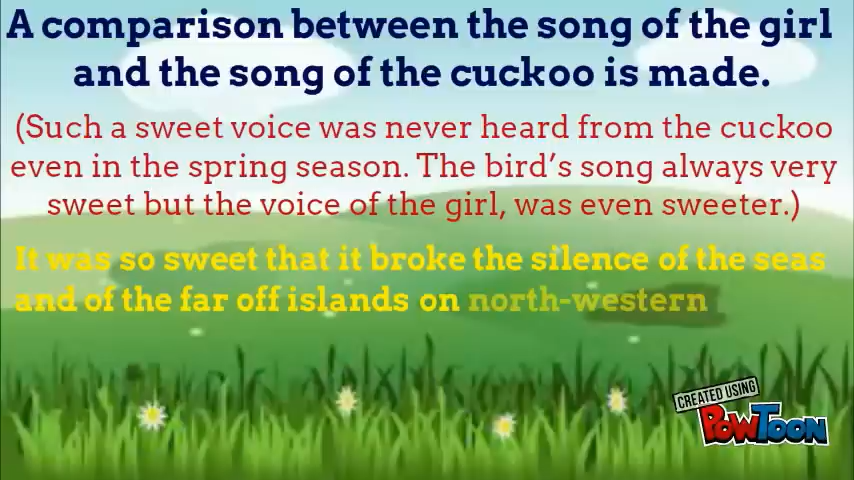 A comparison between the song of the girl
and the song of the cuckoo is made.
(Such a sweet voice was never heard from the cuckoo
even in the spring season. The bird's song always very
sweet but the voice of the girl, was even sweeter.)
It was so sweet that it broke the silence of the seas
and of the far off islands on north-western
CREATED USING
POWTOON